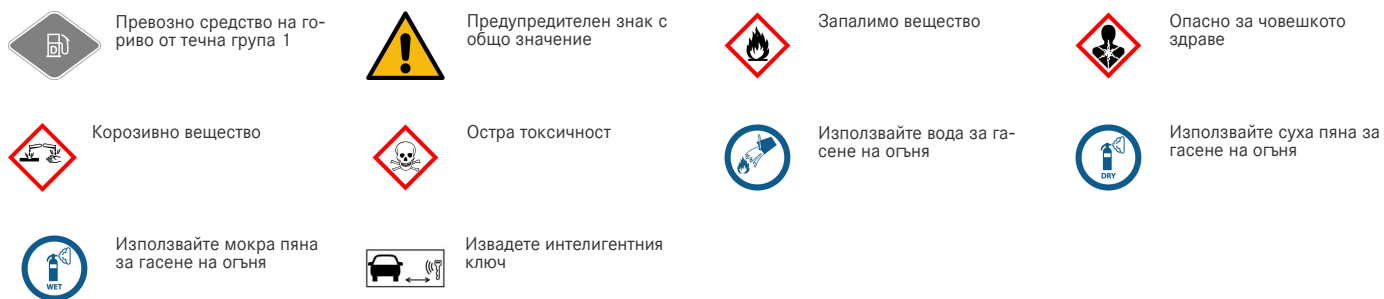 D
Превозно средство на го-
риво от течна група 1
Предупредителен знак с
общо значение
Запалимо вещество
Опасно за човешкото
здраве
Корозивно вещество
Остра токсичност
Използвайте вода за га-
сене на огъня
DRY
Използвайте суха пяна за
гасене на огъня
WET
Използвайте мокра пяна
за гасене на огъня
Извадете интелигентния
ключ